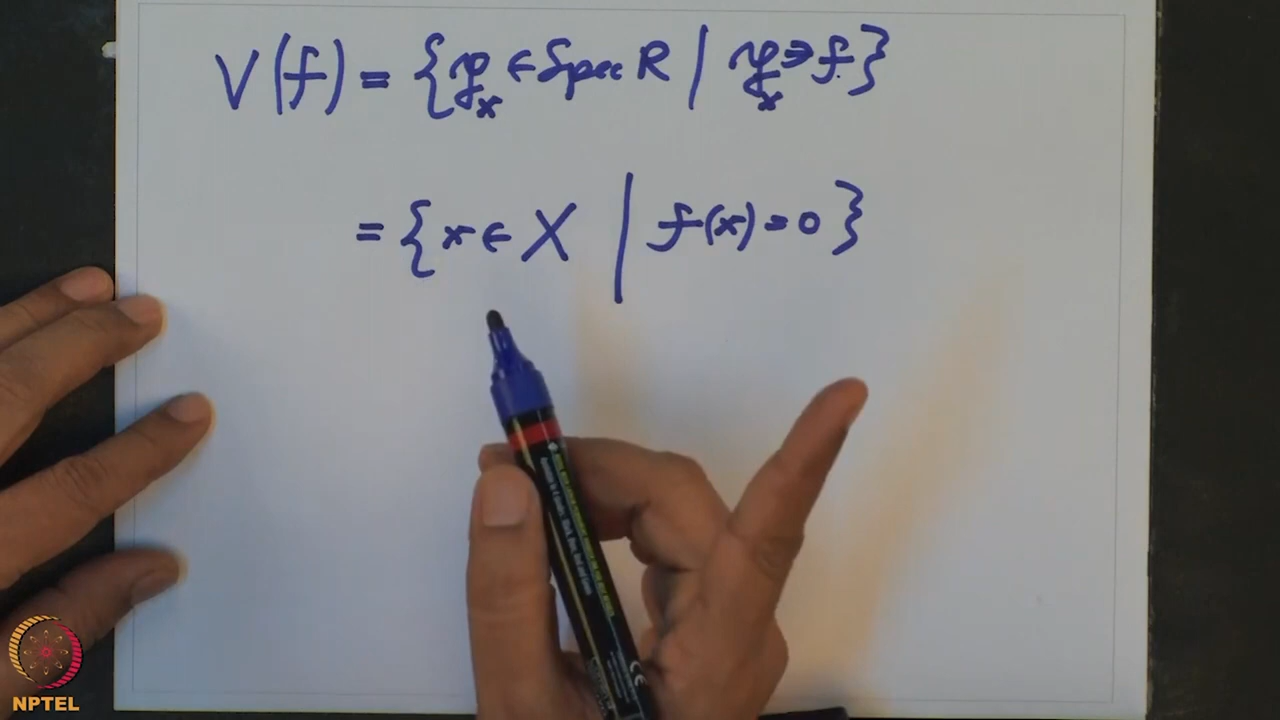 V(f) = {𝔭ₓ ∈ Spec R | 𝔭ₓ ∋ f}
= {x ∈ X | f(x) = 0}
NPTEL